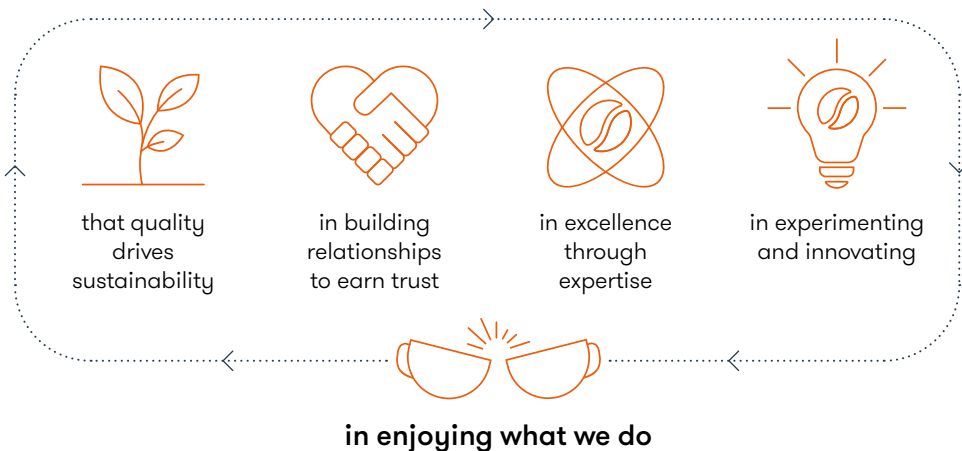 that quality
drives
sustainability
in building
relationships
to earn trust
in excellence
through
expertise
in experimenting
and innovating
in enjoying what we do